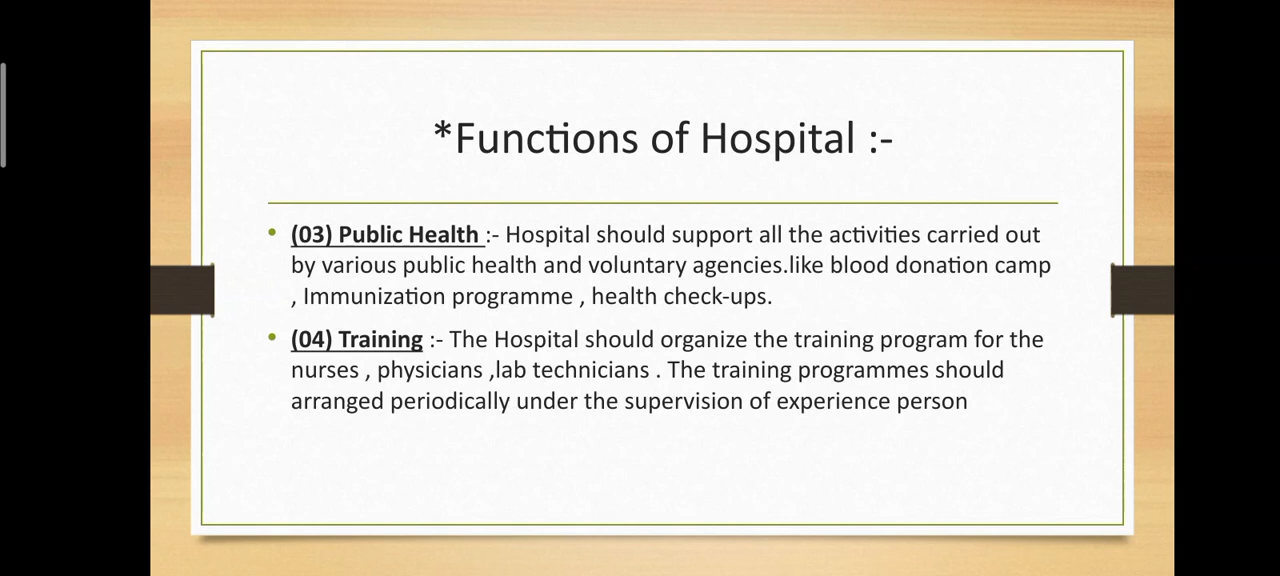 *Functions of Hospital :-
• (03) Public Health :- Hospital should support all the activities carried out
by various public health and voluntary agencies.like blood donation camp
, Immunization programme , health check-ups.
• (04) Training :- The Hospital should organize the training program for the
nurses , physicians ,lab technicians . The training programmes should
arranged periodically under the supervision of experience person